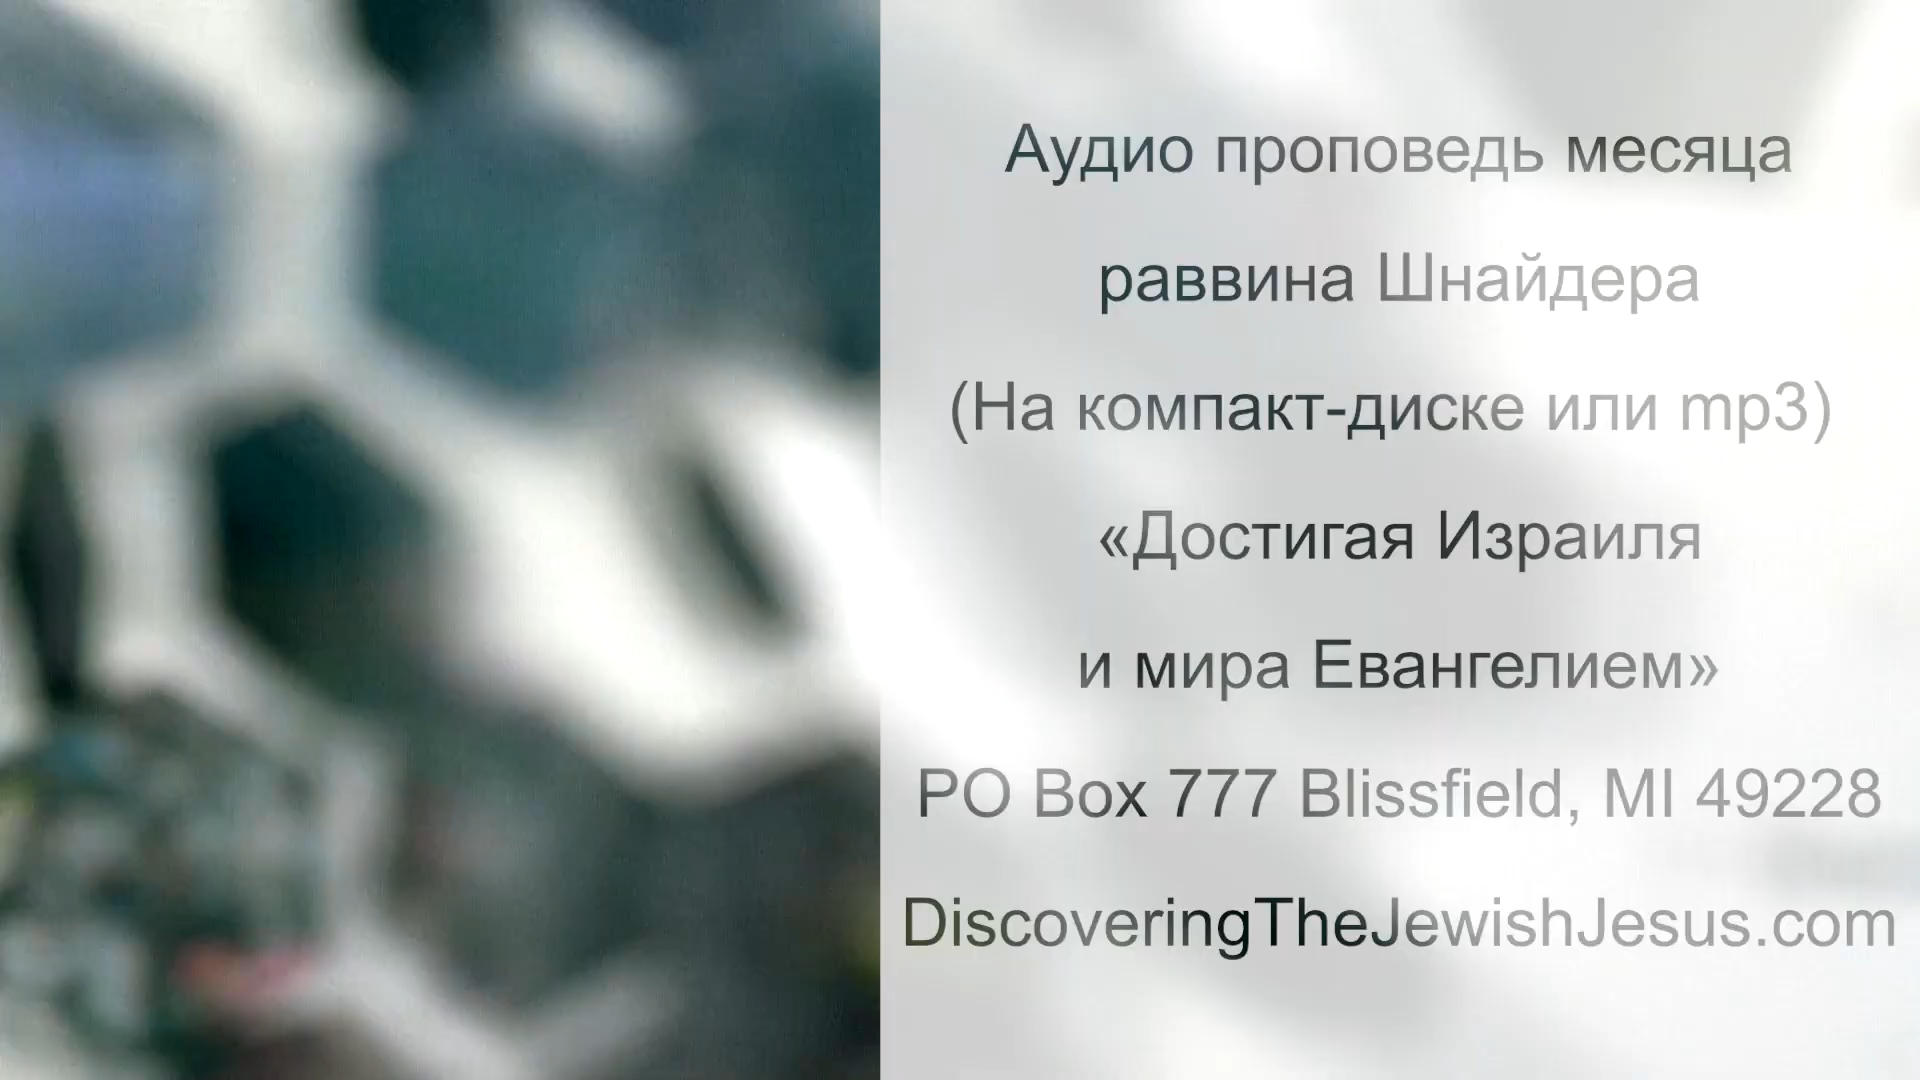 Аудио проповедь месяца
раввина Шнайдера
(На компакт-диске или mp3)
«Достигая Израиля
и мира Евангелием»
PO Box 777 Blissfield, MI 49228
DiscoveringTheJewishJesus.com